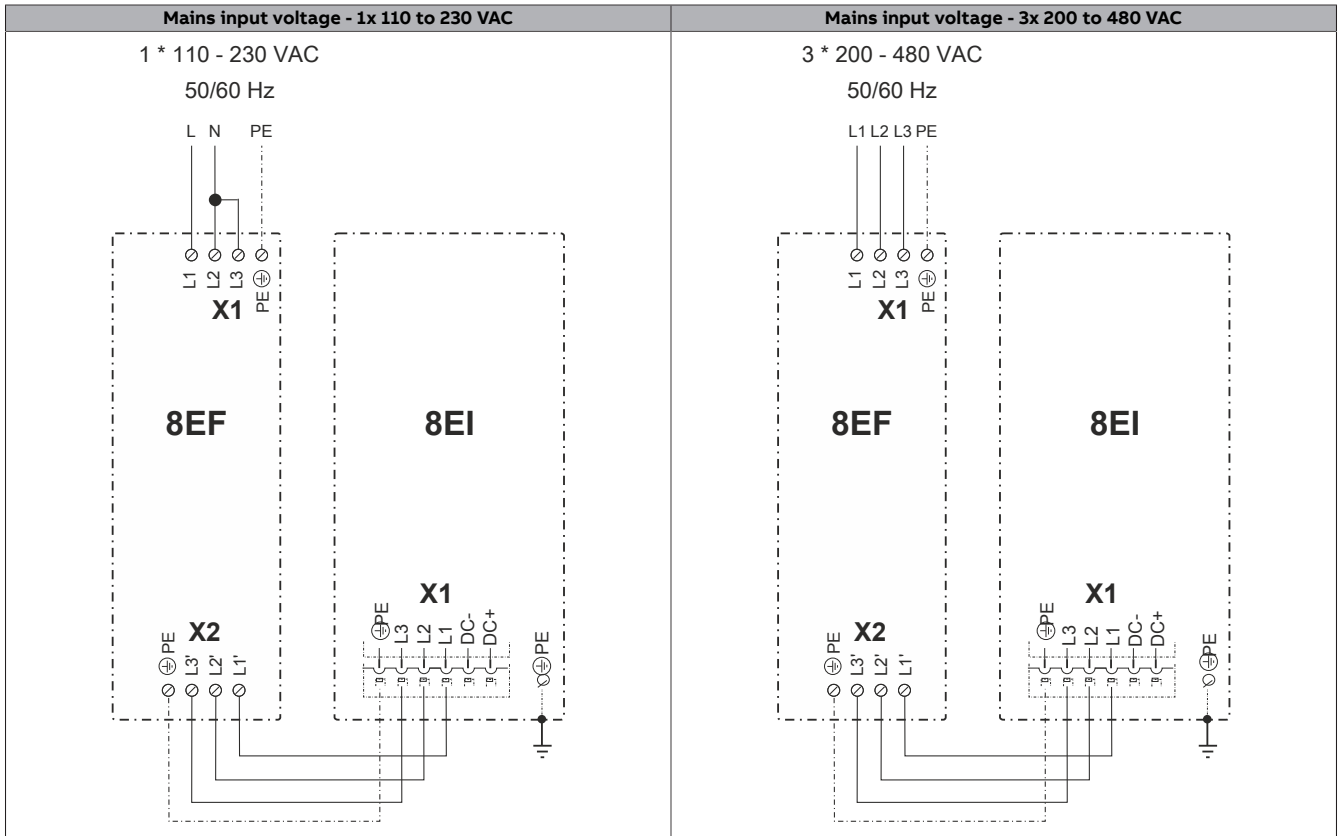 Mains input voltage - 1x 110 to 230 VAC
1 * 110 - 230 VAC
50/60 Hz
L N PE
L1 L2 L3 PE
X1
8EF
8EI
X1
PE L3 L2 L1 DC- DC+
PE
X2
PE L3' L2' L1'
Mains input voltage - 3x 200 to 480 VAC
3 * 200 - 480 VAC
50/60 Hz
L1 L2 L3 PE
L1 L2 L3 PE
X1
8EF
8EI
X1
PE L3 L2 L1 DC- DC+
PE
X2
PE L3' L2' L1'